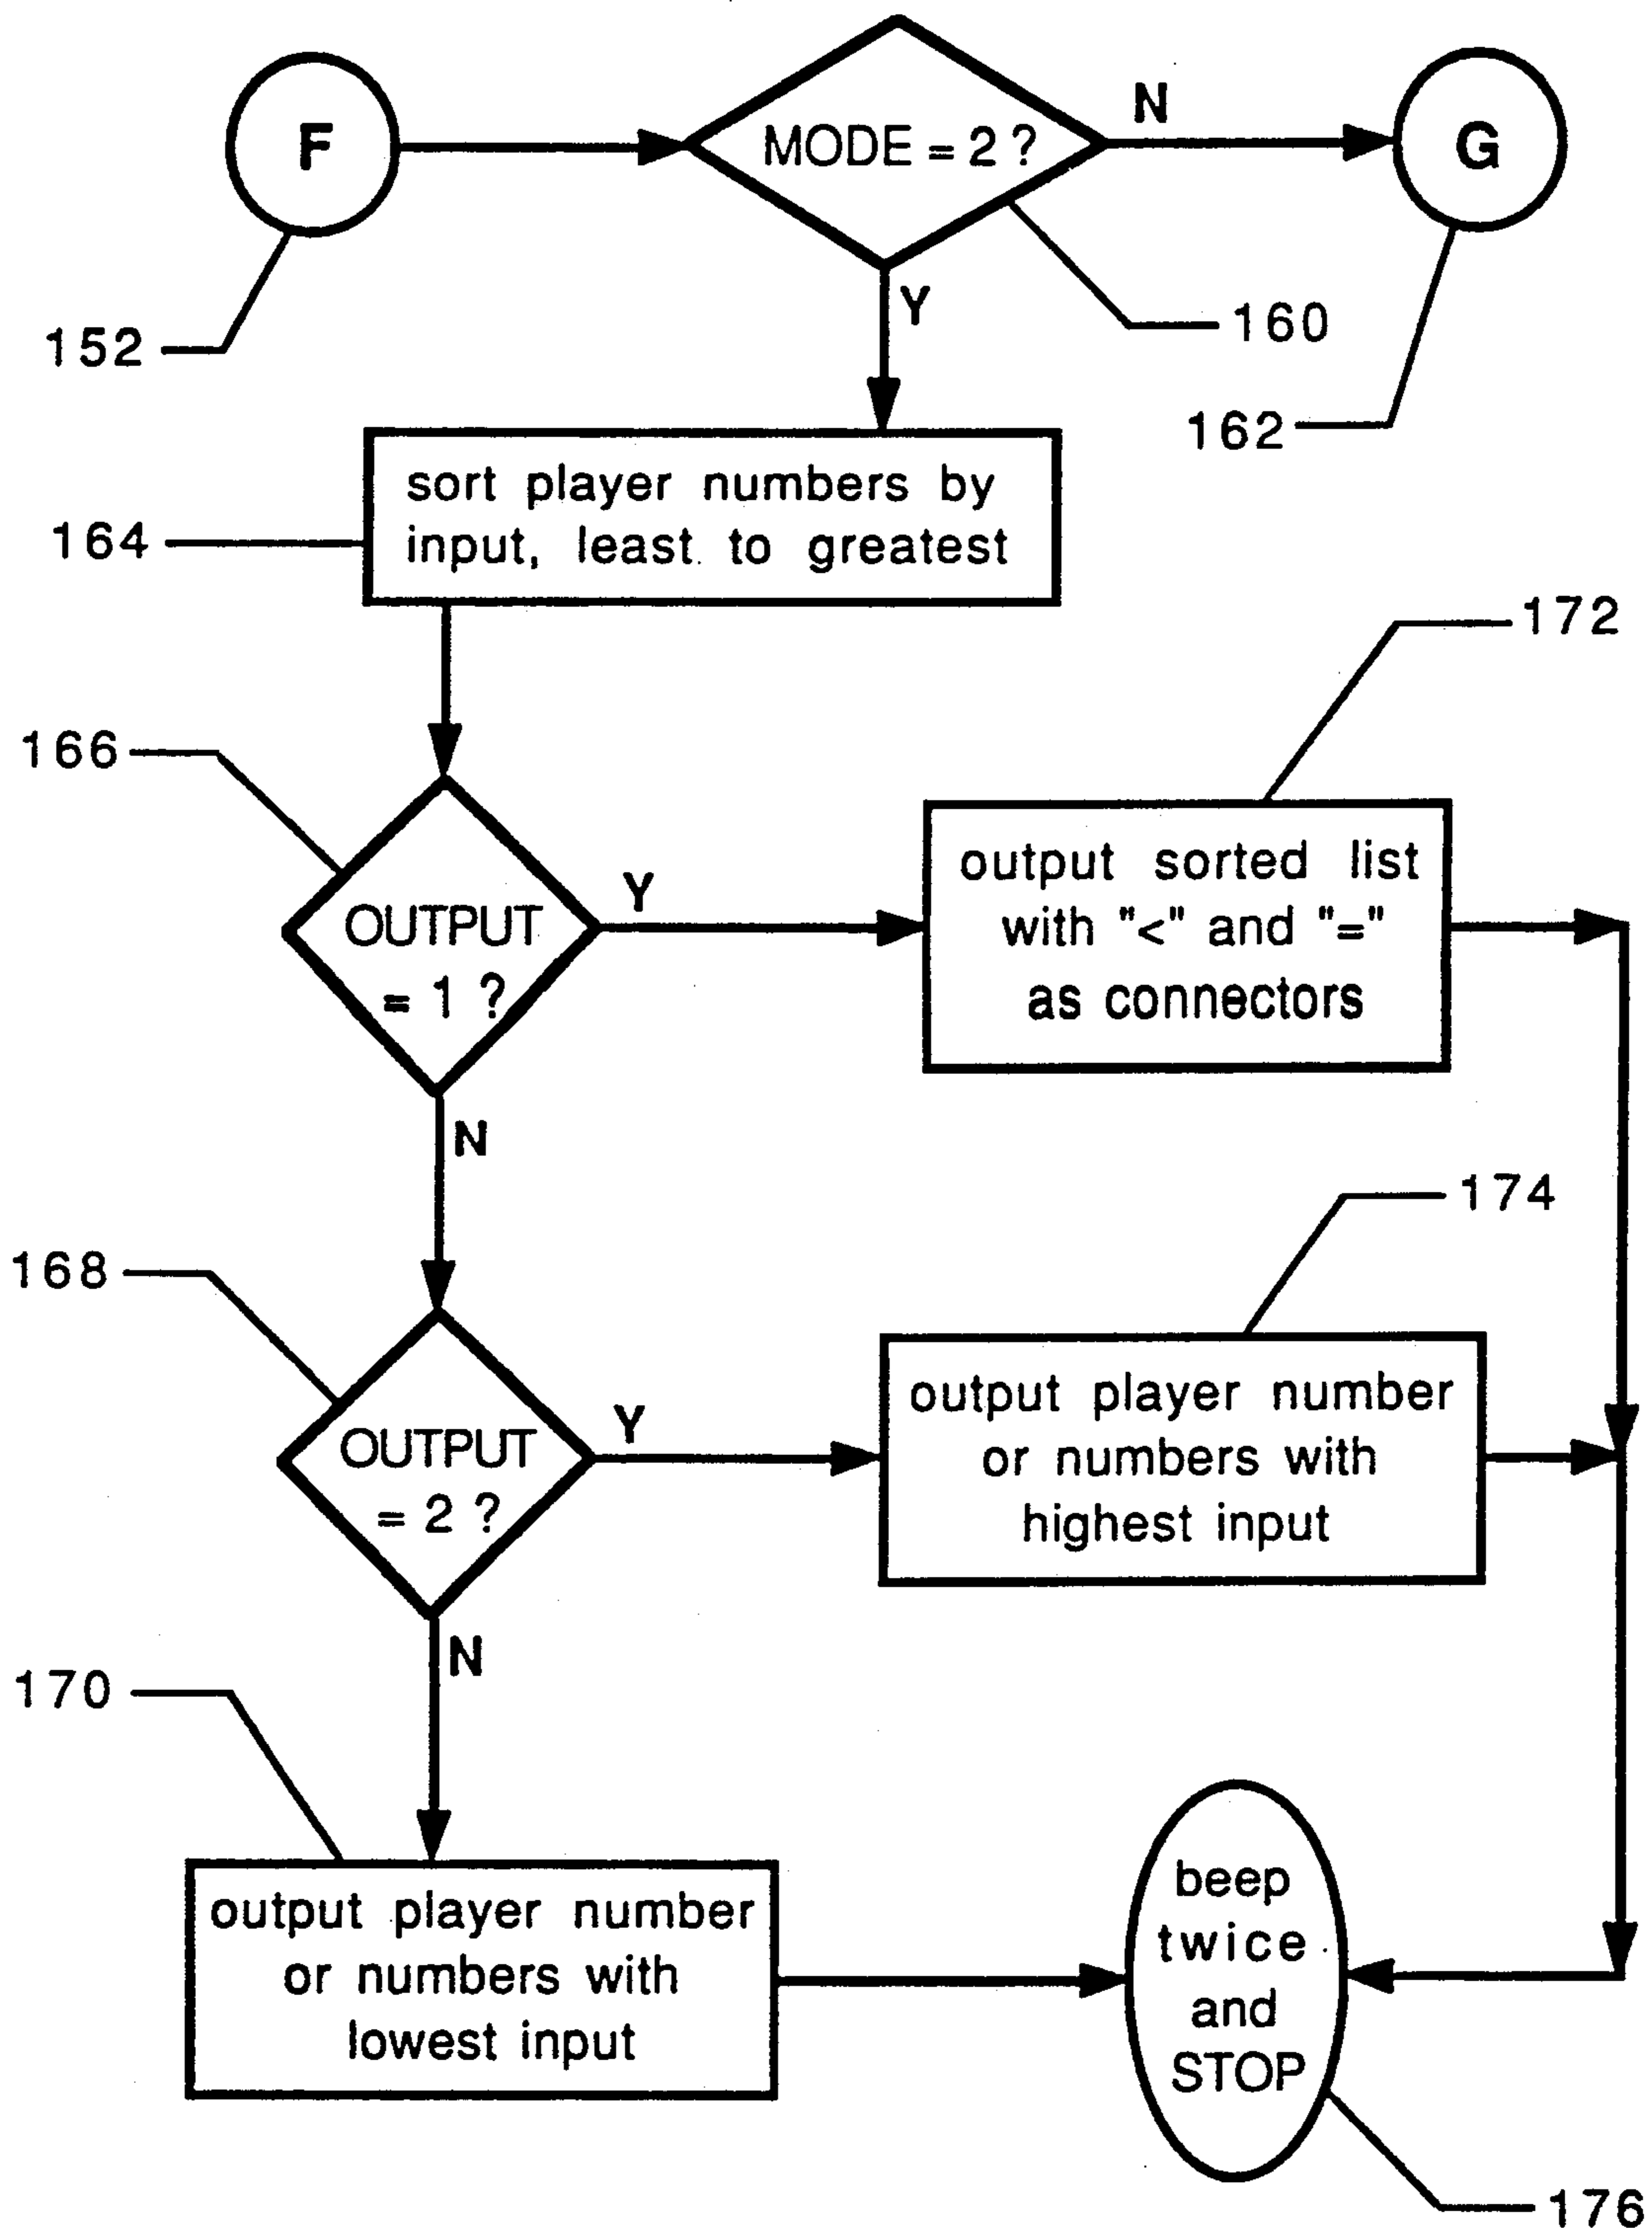 F
MODE = 2 ?
N
G
152
Y
160
162
sort player numbers by
input, least to greatest
164
172
166
OUTPUT
= 1 ?
Y
output sorted list
with "<" and "="
as connectors
N
174
168
OUTPUT
= 2 ?
Y
output player number
or numbers with
highest input
N
170
output player number
or numbers with
lowest input
beep
twice
and
STOP
176